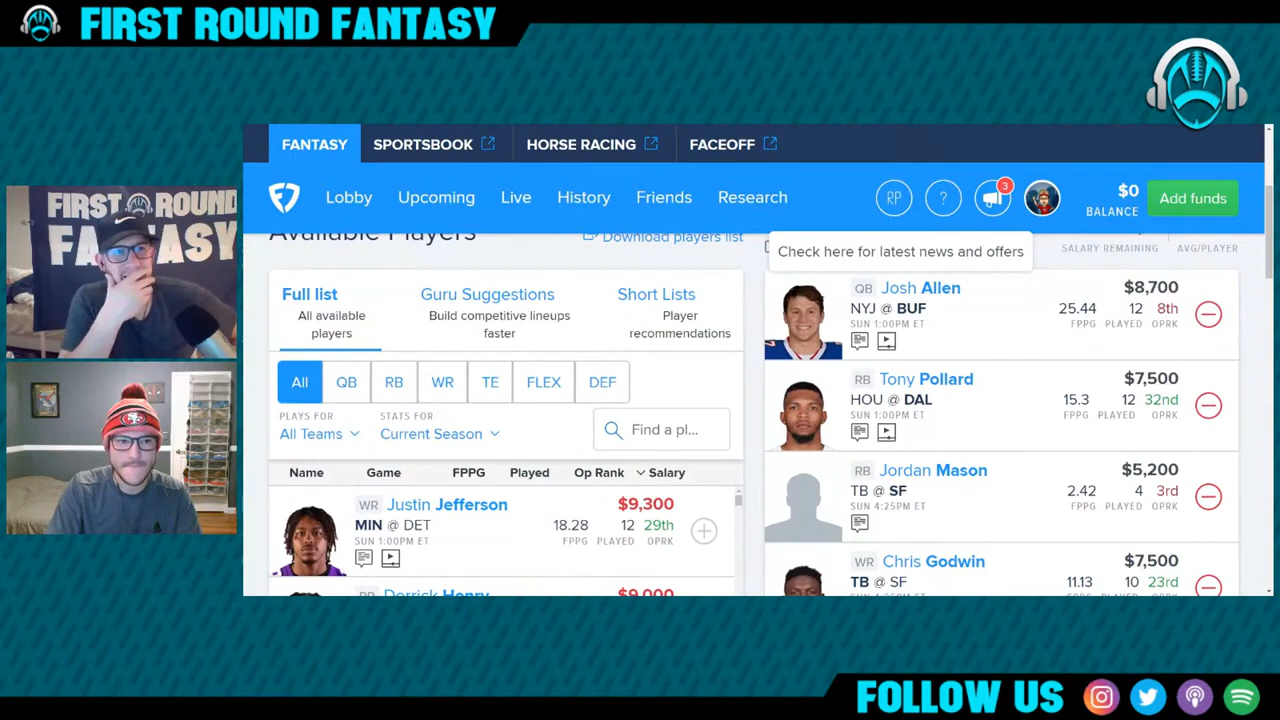 FIRST ROUND FANTASY
FIRST ROUND
FAN
FANTASY
SPORTSBOOK
HORSE RACING
FACEOFF
Lobby
Upcoming
Live
History
Friends
Research
RP
?
3
$0
BALANCE
Add funds
Available Players
Download players list
Check here for latest news and offers
SALARY REMAINING
AVG/PLAYER
Full list
All available
players
Guru Suggestions
Build competitive lineups
faster
Short Lists
Player
recommendations
All
QB
RB
WR
TE
FLEX
DEF
PLAYS FOR
All Teams
STATS FOR
Current Season
Find a pl...
Name Game FPPG Played Op Rank Salary
WR Justin Jefferson $9,300
MIN @ DET 18.28 12 29th
SUN 1:00PM ET FPPG PLAYED OPRK
RB Derrick Henry $9,000
QB Josh Allen $8,700
NYJ @ BUF 25.44 12 8th
SUN 1:00PM ET FPPG PLAYED OPRK
RB Tony Pollard $7,500
HOU @ DAL 15.3 12 32nd
SUN 1:00PM ET FPPG PLAYED OPRK
RB Jordan Mason $5,200
TB @ SF 2.42 4 3rd
SUN 4:25PM ET FPPG PLAYED OPRK
WR Chris Godwin $7,500
TB @ SF 11.13 10 23rd
FOLLOW US